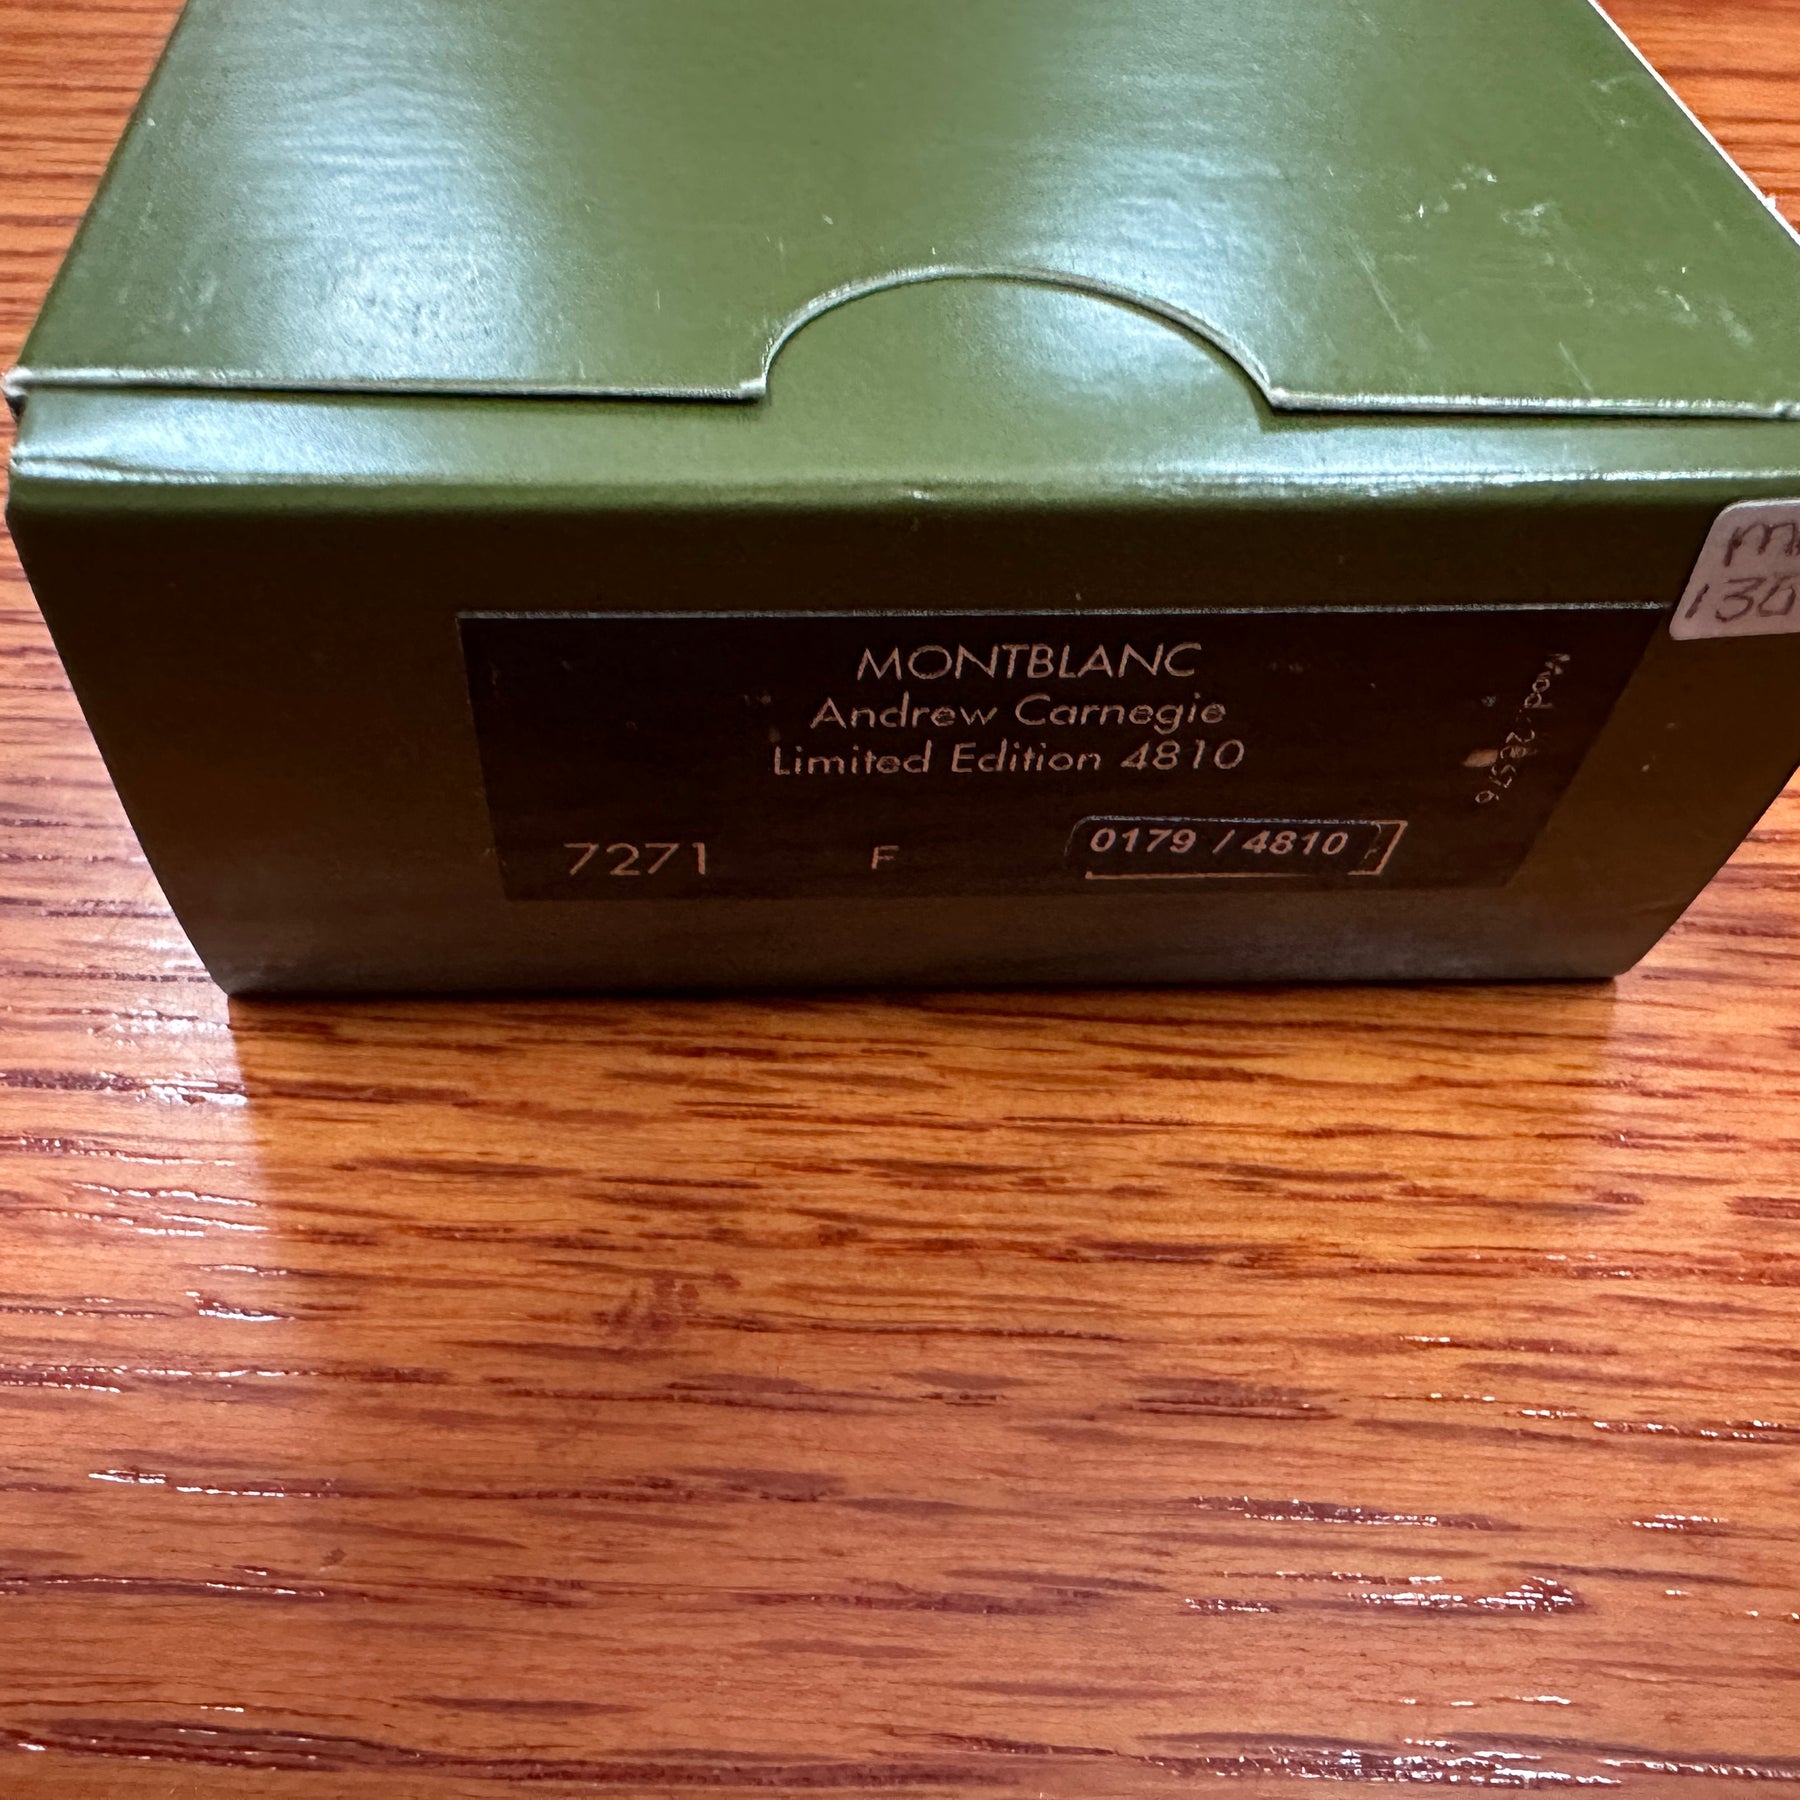 MONTBLANC
Andrew Carnegie
Limited Edition 4810
7271 F 0179 / 4810